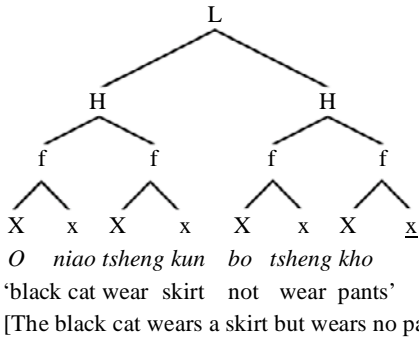 L
H H
f f f f
X x X x X x X x
O niao tsheng kun bo tsheng kho
‘black cat wear skirt not wear pants’
[The black cat wears a skirt but wears no pa